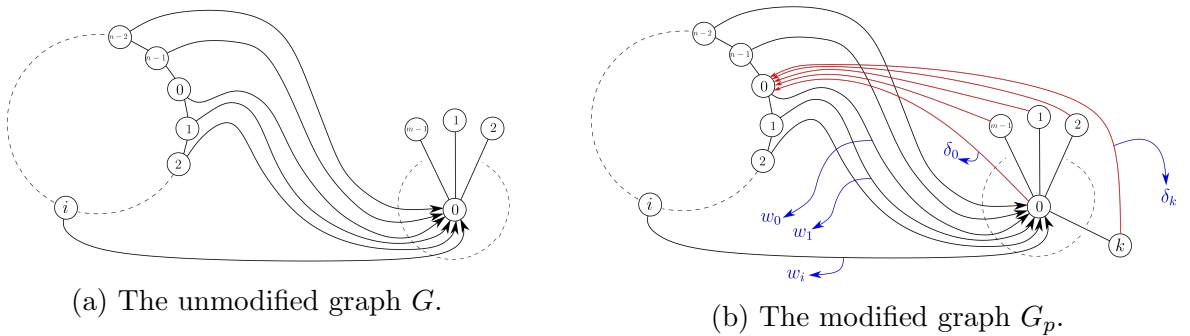 n−2
n−1
0
1
2
i
m−1
1
2
0
(a) The unmodified graph G.
n−2
n−1
0
1
2
i
m−1
1
2
0
k
δ₀
δₖ
w₀
w₁
wᵢ
(b) The modified graph Gₚ.